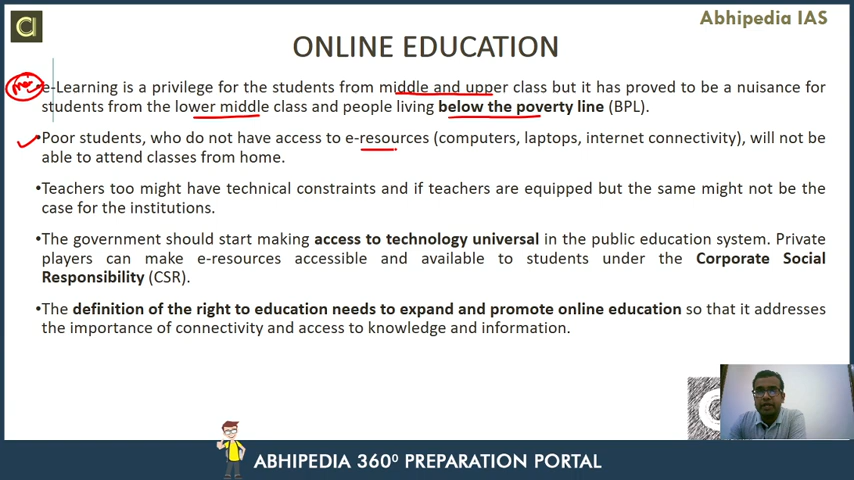 Abhipedia IAS
ONLINE EDUCATION
•e-Learning is a privilege for the students from middle and upper class but it has proved to be a nuisance for
students from the lower middle class and people living below the poverty line (BPL).
•Poor students, who do not have access to e-resources (computers, laptops, internet connectivity), will not be
able to attend classes from home.
•Teachers too might have technical constraints and if teachers are equipped but the same might not be the
case for the institutions.
•The government should start making access to technology universal in the public education system. Private
players can make e-resources accessible and available to students under the Corporate Social
Responsibility (CSR).
•The definition of the right to education needs to expand and promote online education so that it addresses
the importance of connectivity and access to knowledge and information.
ABHIPEDIA 360⁰ PREPARATION PORTAL